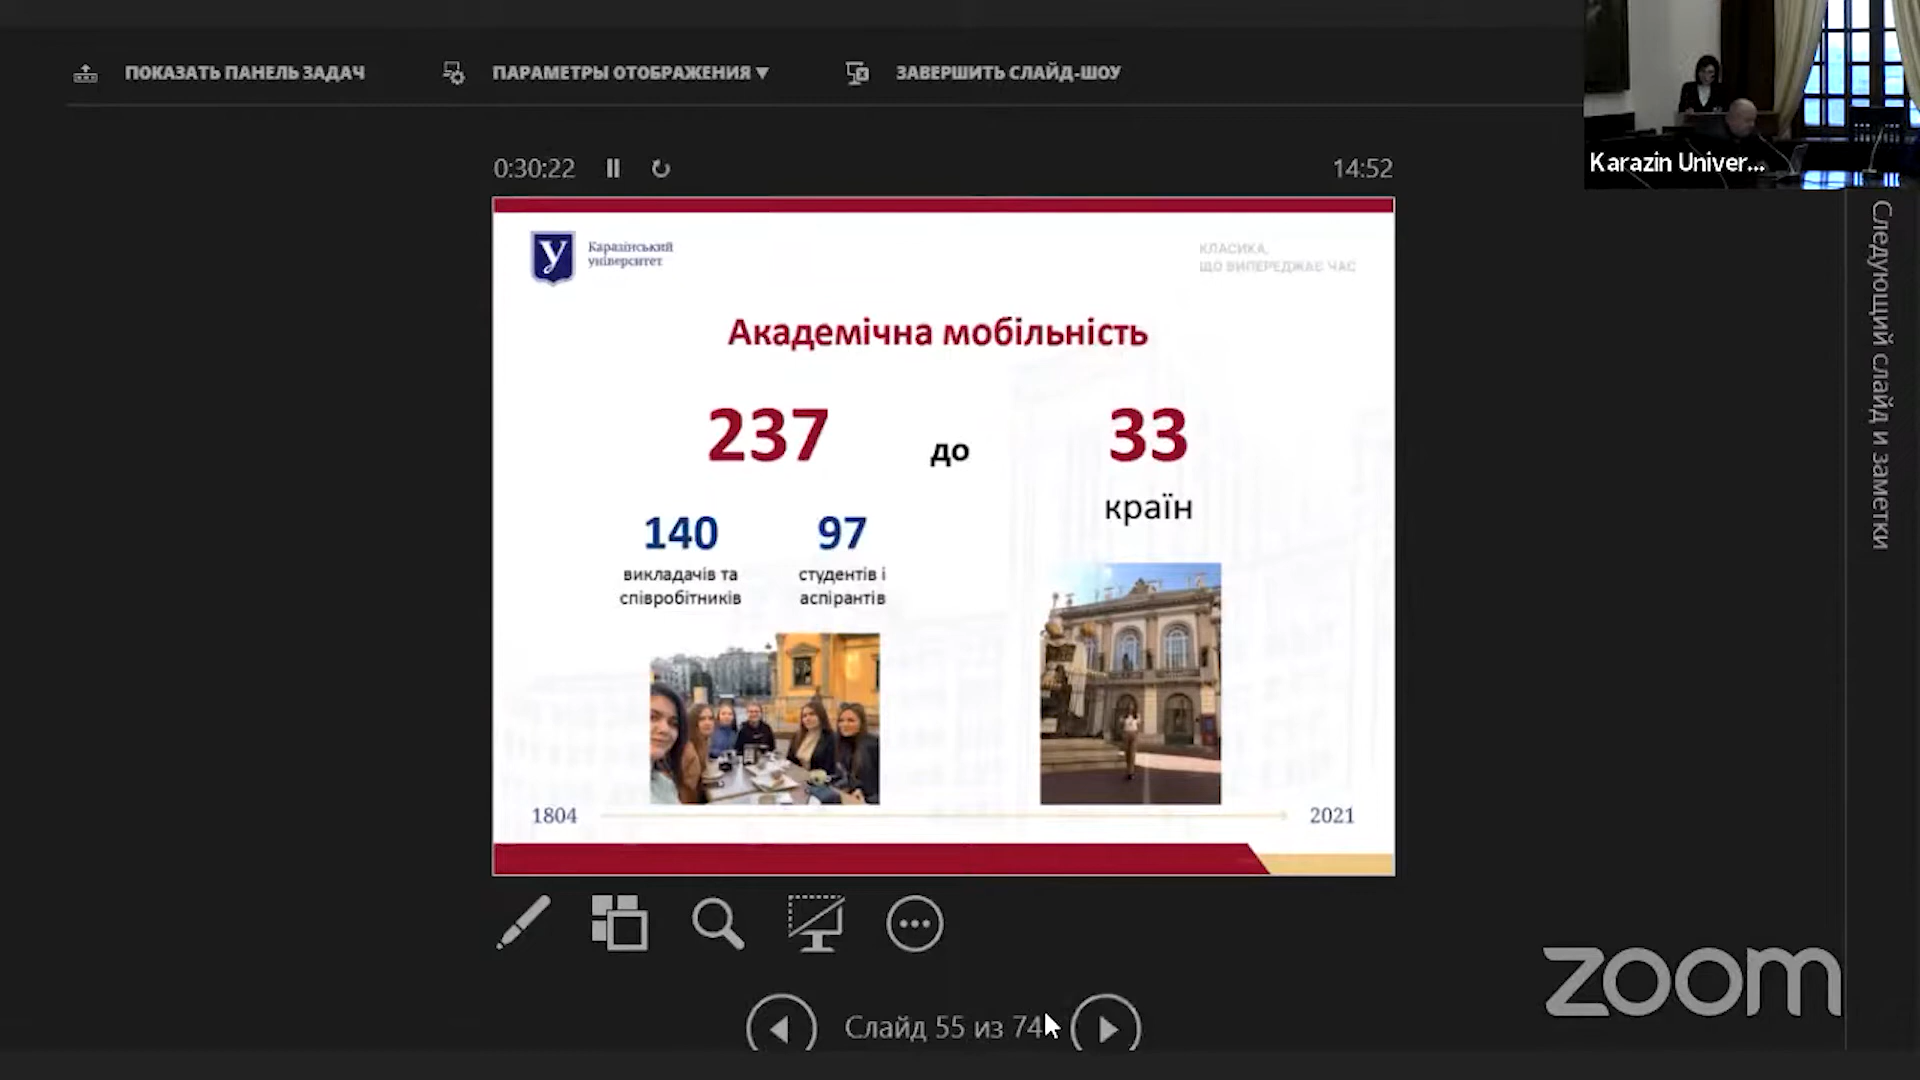 ПОКАЗАТЬ ПАНЕЛЬ ЗАДАЧ
ПАРАМЕТРЫ ОТОБРАЖЕНИЯ ▼
ЗАВЕРШИТЬ СЛАЙД-ШОУ
Karazin Univer...
0:30:22
14:52
У
Каразінський
університет
КЛАСИКА,
ЩО ВИПЕРЕДЖАЄ ЧАС
Академічна мобільність
237 до 33
країн
140
викладачів та
співробітників
97
студентів і
аспірантів
1804
2021
Слайд 55 из 74
Следующий слайд и заметки
zoom